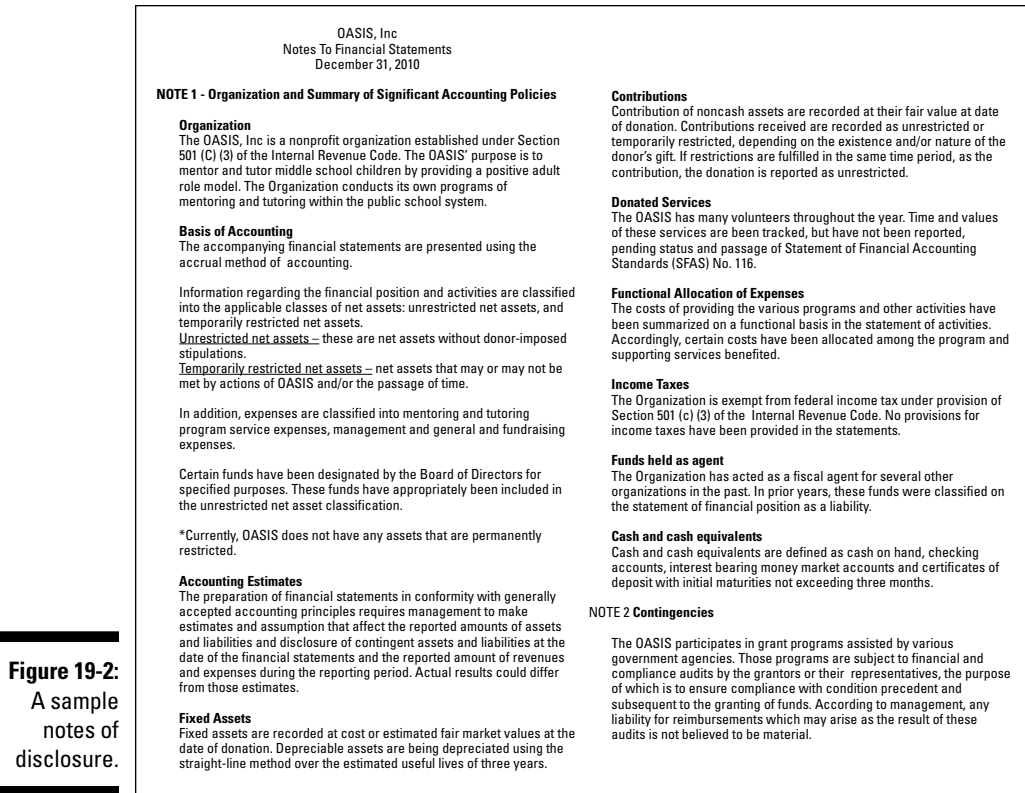 OASIS, Inc
Notes To Financial Statements
December 31, 2010
NOTE 1 - Organization and Summary of Significant Accounting Policies
Organization
The OASIS, Inc is a nonprofit organization established under Section
501 (C) (3) of the Internal Revenue Code. The OASIS' purpose is to
mentor and tutor middle school children by providing a positive adult
role model. The Organization conducts its own programs of
mentoring and tutoring within the public school system.
Basis of Accounting
The accompanying financial statements are presented using the
accrual method of accounting.
Information regarding the financial position and activities are classified
into the applicable classes of net assets: unrestricted net assets, and
temporarily restricted net assets.
Unrestricted net assets – these are net assets without donor-imposed
stipulations.
Temporarily restricted net assets – net assets that may or may not be
met by actions of OASIS and/or the passage of time.
In addition, expenses are classified into mentoring and tutoring
program service expenses, management and general and fundraising
expenses.
Certain funds have been designated by the Board of Directors for
specified purposes. These funds have appropriately been included in
the unrestricted net asset classification.
*Currently, OASIS does not have any assets that are permanently
restricted.
Accounting Estimates
The preparation of financial statements in conformity with generally
accepted accounting principles requires management to make
estimates and assumption that affect the reported amounts of assets
and liabilities and disclosure of contingent assets and liabilities at the
date of the financial statements and the reported amount of revenues
and expenses during the reporting period. Actual results could differ
from those estimates.
Fixed Assets
Fixed assets are recorded at cost or estimated fair market values at the
date of donation. Depreciable assets are being depreciated using the
straight-line method over the estimated useful lives of three years.
Contributions
Contribution of noncash assets are recorded at their fair value at date
of donation. Contributions received are recorded as unrestricted or
temporarily restricted, depending on the existence and/or nature of the
donor's gift. If restrictions are fulfilled in the same time period, as the
contribution, the donation is reported as unrestricted.
Donated Services
The OASIS has many volunteers throughout the year. Time and values
of these services are been tracked, but have not been reported,
pending status and passage of Statement of Financial Accounting
Standards (SFAS) No. 116.
Functional Allocation of Expenses
The costs of providing the various programs and other activities have
been summarized on a functional basis in the statement of activities.
Accordingly, certain costs have been allocated among the program and
supporting services benefited.
Income Taxes
The Organization is exempt from federal income tax under provision of
Section 501 (c) (3) of the Internal Revenue Code. No provisions for
income taxes have been provided in the statements.
Funds held as agent
The Organization has acted as a fiscal agent for several other
organizations in the past. In prior years, these funds were classified on
the statement of financial position as a liability.
Cash and cash equivalents
Cash and cash equivalents are defined as cash on hand, checking
accounts, interest bearing money market accounts and certificates of
deposit with initial maturities not exceeding three months.
NOTE 2 Contingencies
The OASIS participates in grant programs assisted by various
government agencies. Those programs are subject to financial and
compliance audits by the grantors or their representatives, the purpose
of which is to ensure compliance with condition precedent and
subsequent to the granting of funds. According to management, any
liability for reimbursements which may arise as the result of these
audits is not believed to be material.
Figure 19-2:
A sample
notes of
disclosure.